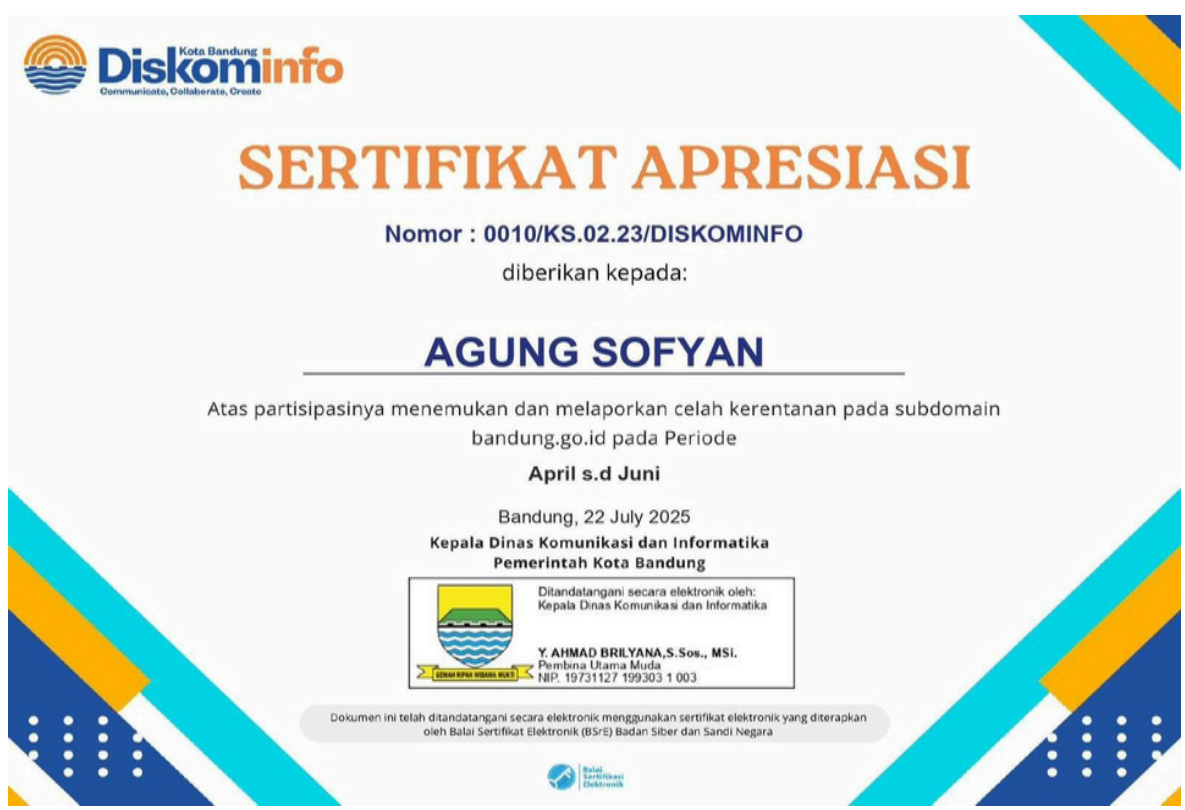 Kota Bandung
Diskominfo
Communicate, Collaborate, Create
SERTIFIKAT APRESIASI
Nomor : 0010/KS.02.23/DISKOMINFO
diberikan kepada:
AGUNG SOFYAN
Atas partisipasinya menemukan dan melaporkan celah kerentanan pada subdomain
bandung.go.id pada Periode
April s.d Juni
Bandung, 22 July 2025
Kepala Dinas Komunikasi dan Informatika
Pemerintah Kota Bandung
Ditandatangani secara elektronik oleh:
Kepala Dinas Komunikasi dan Informatika
Y. AHMAD BRILYANA,S.Sos., MSi.
Pembina Utama Muda
NIP. 19731127 199303 1 003
GEMAH RIPAH WIBAWA MUKTI
Dokumen ini telah ditandatangani secara elektronik menggunakan sertifikat elektronik yang diterapkan
oleh Balai Sertifikat Elektronik (BSrE) Badan Siber dan Sandi Negara
Balai
Sertifikasi
Elektronik